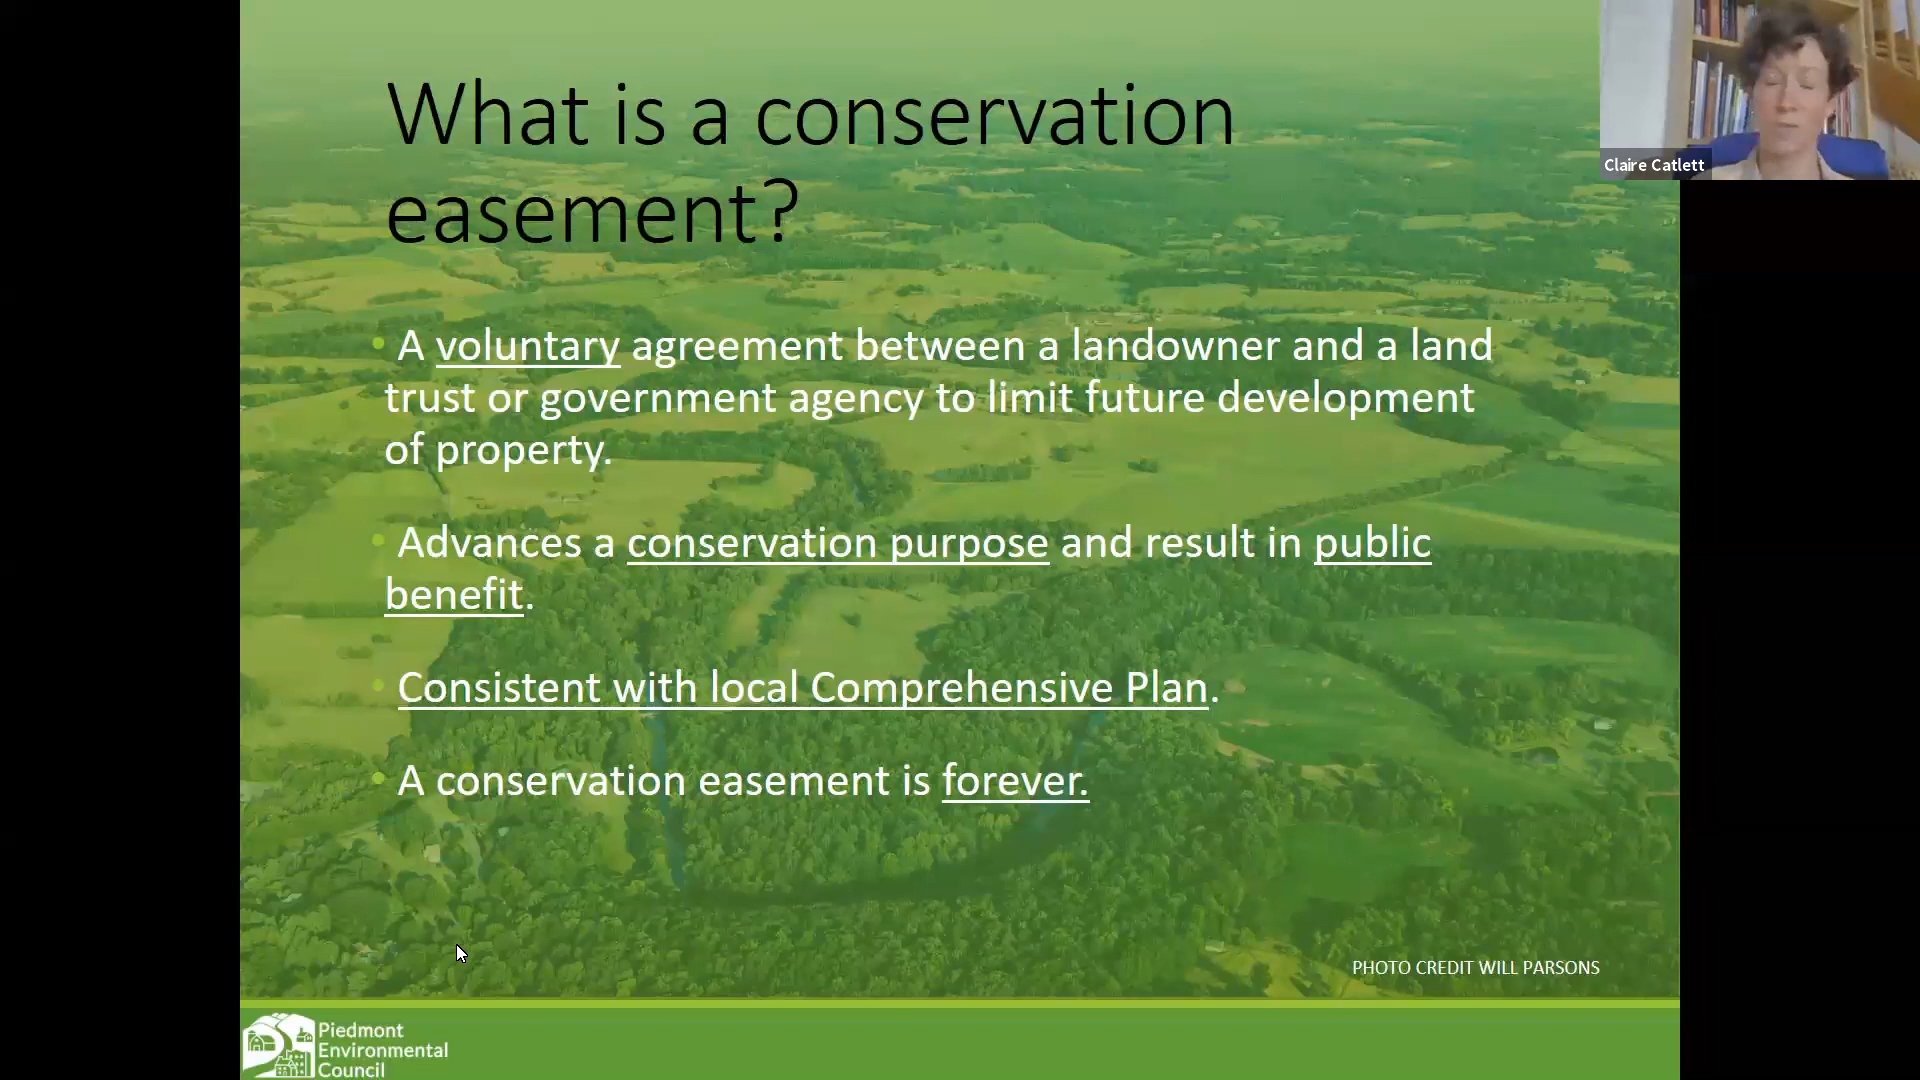 What is a conservation
easement?
Claire Catlett
• A voluntary agreement between a landowner and a land
trust or government agency to limit future development
of property.
• Advances a conservation purpose and result in public
benefit.
• Consistent with local Comprehensive Plan.
• A conservation easement is forever.
PHOTO CREDIT WILL PARSONS
Piedmont
Environmental
Council